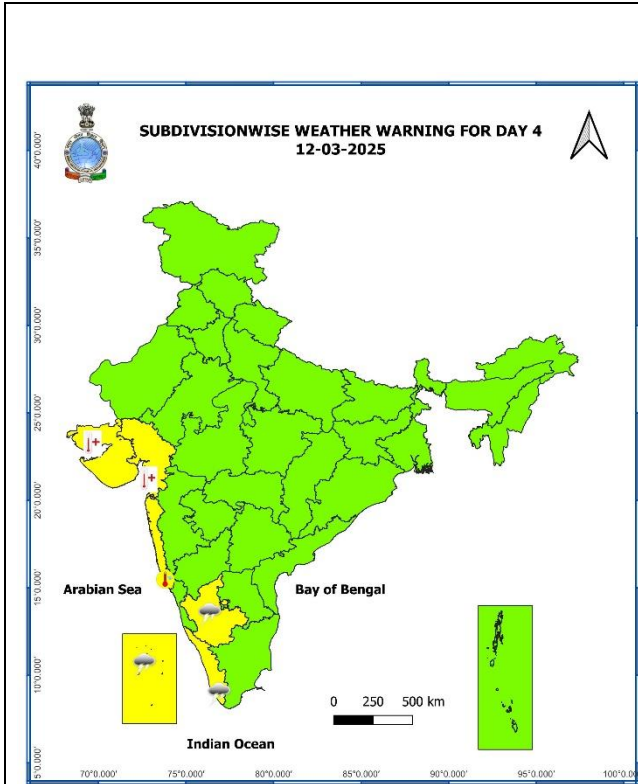 SUBDIVISIONWISE WEATHER WARNING FOR DAY 4
12-03-2025
40°0.000'
35°0.000'
30°0.000'
25°0.000'
20°0.000'
15°0.000'
10°0.000'
5°0.000'
Arabian Sea
Bay of Bengal
0 250 500 km
Indian Ocean
70°0.000' 75°0.000' 80°0.000' 85°0.000' 90°0.000' 95°0.000' 100°0.00